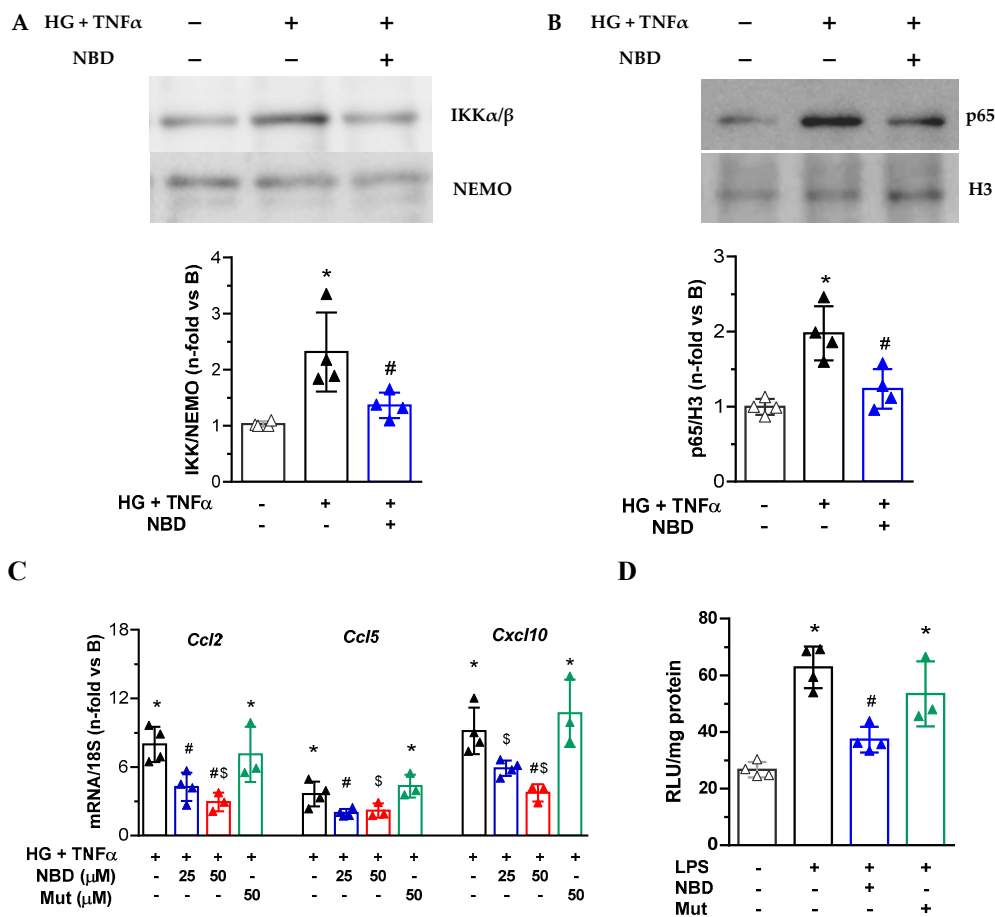 A
HG + TNFα − + +
NBD − − +
IKKα/β
NEMO
IKK/NEMO (n-fold vs B)
4
3
2
1
0
*
#
HG + TNFα - + +
NBD - - +
B
HG + TNFα − + +
NBD − − +
p65
H3
p65/H3 (n-fold vs B)
3
2
1
0
*
#
HG + TNFα - + +
NBD - - +
C
mRNA/18S (n-fold vs B)
18
12
6
0
Ccl2 Ccl5 Cxcl10
* # #$ * * # $ * * $ #$ *
HG + TNFα + + + + + + + + + + + +
NBD (μM) - 25 50 - - 25 50 - - 25 50 -
Mut (μM) - - - 50 - - - 50 - - - 50
D
RLU/mg protein
80
60
40
20
0
* # *
LPS - + + +
NBD - - + -
Mut - - - +